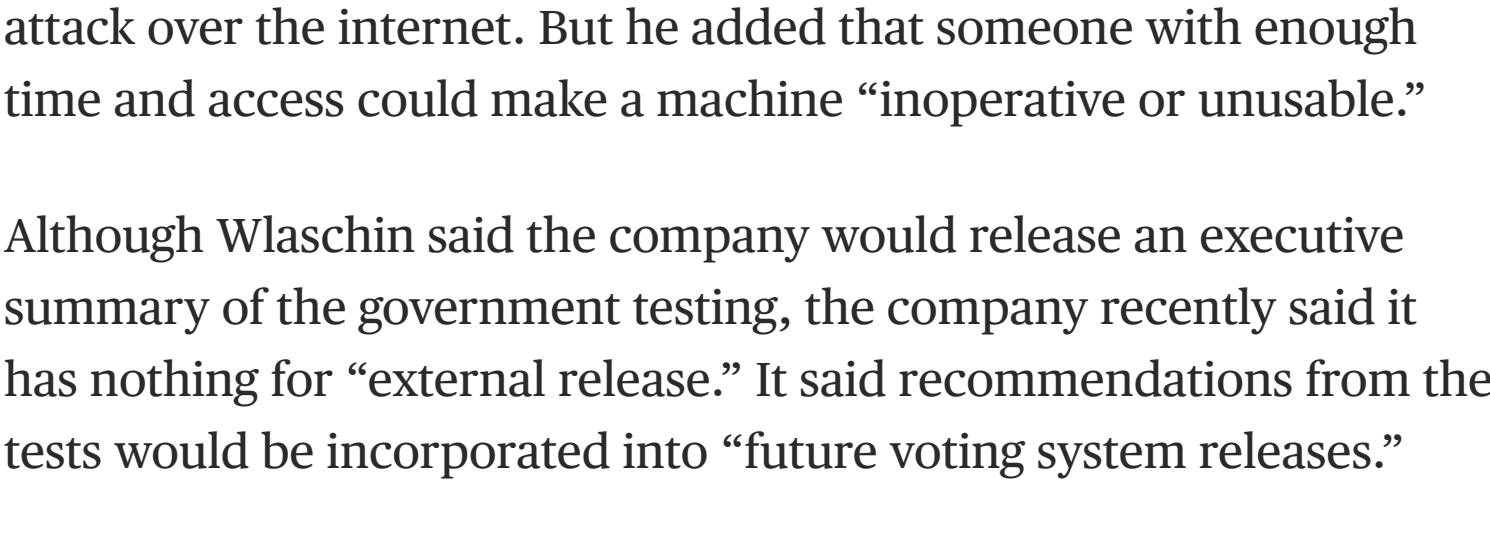 attack over the internet. But he added that someone with enough
time and access could make a machine “inoperative or unusable.”
Although Wlaschin said the company would release an executive
summary of the government testing, the company recently said it
has nothing for “external release.” It said recommendations from the
tests would be incorporated into “future voting system releases.”